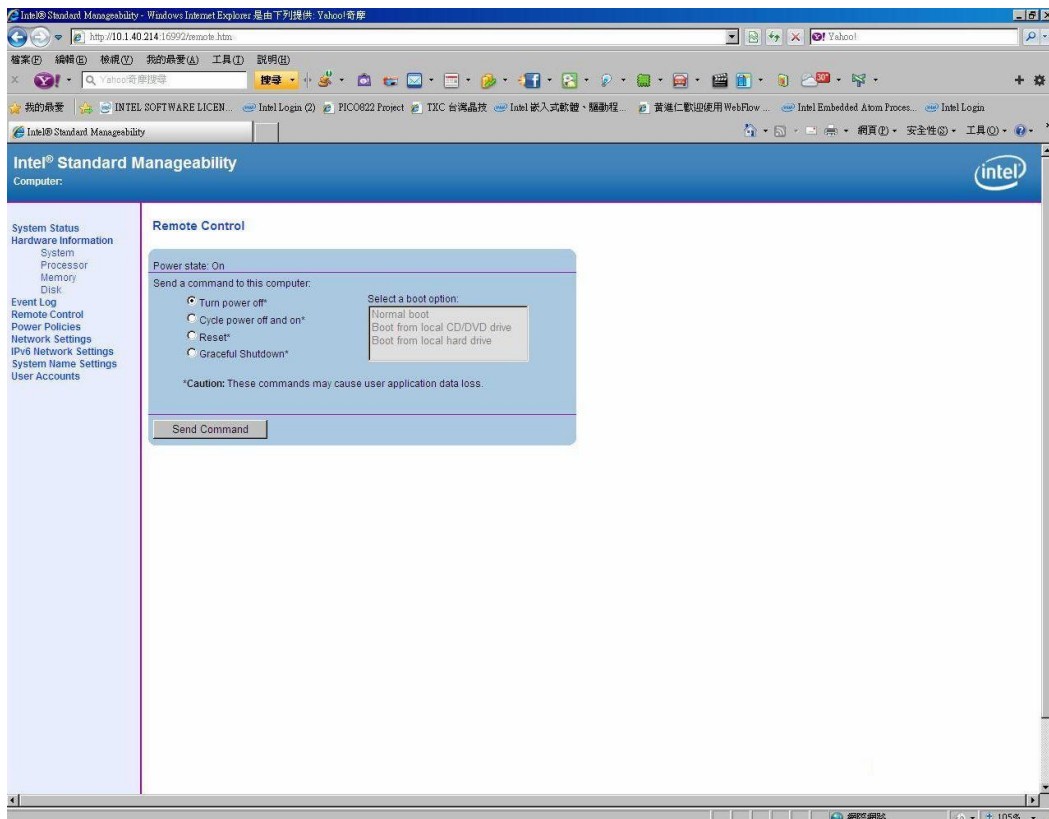 Intel® Standard Manageability - Windows Internet Explorer 是由下列提供: Yahoo!奇摩
http://10.1.40.214:16992/remote.htm
Yahoo!
檔案(F) 編輯(E) 檢視(V) 我的最愛(A) 工具(T) 說明(H)
Yahoo!奇摩搜尋 搜尋
我的最愛 INTEL SOFTWARE LICEN... Intel Login (2) PICO822 Project TXC 台灣晶技 Intel 嵌入式軟體、驅動程... 黃進仁歡迎使用WebFlow ... Intel Embedded Atom Proces... Intel Login
Intel® Standard Manageability
網頁(P) 安全性(S) 工具(O)
Intel® Standard Manageability
Computer:
intel
System Status
Hardware Information
System
Processor
Memory
Disk
Event Log
Remote Control
Power Policies
Network Settings
IPv6 Network Settings
System Name Settings
User Accounts
Remote Control
Power state: On
Send a command to this computer:
Turn power off*
Cycle power off and on*
Reset*
Graceful Shutdown*
Select a boot option:
Normal boot
Boot from local CD/DVD drive
Boot from local hard drive
*Caution: These commands may cause user application data loss.
Send Command
網際網路
105%